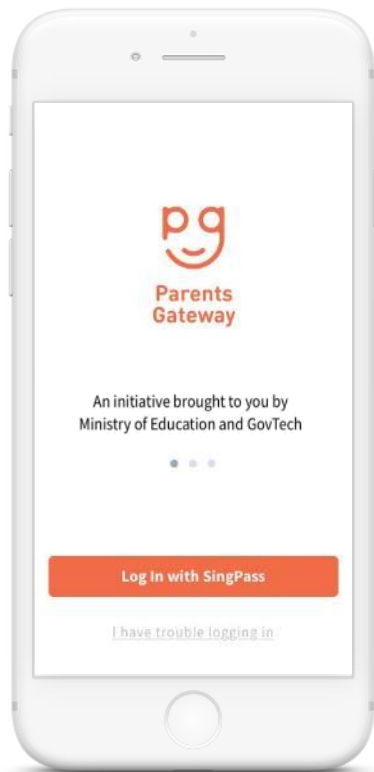 pg
Parents
Gateway
An initiative brought to you by
Ministry of Education and GovTech
Log In with SingPass
I have trouble logging in